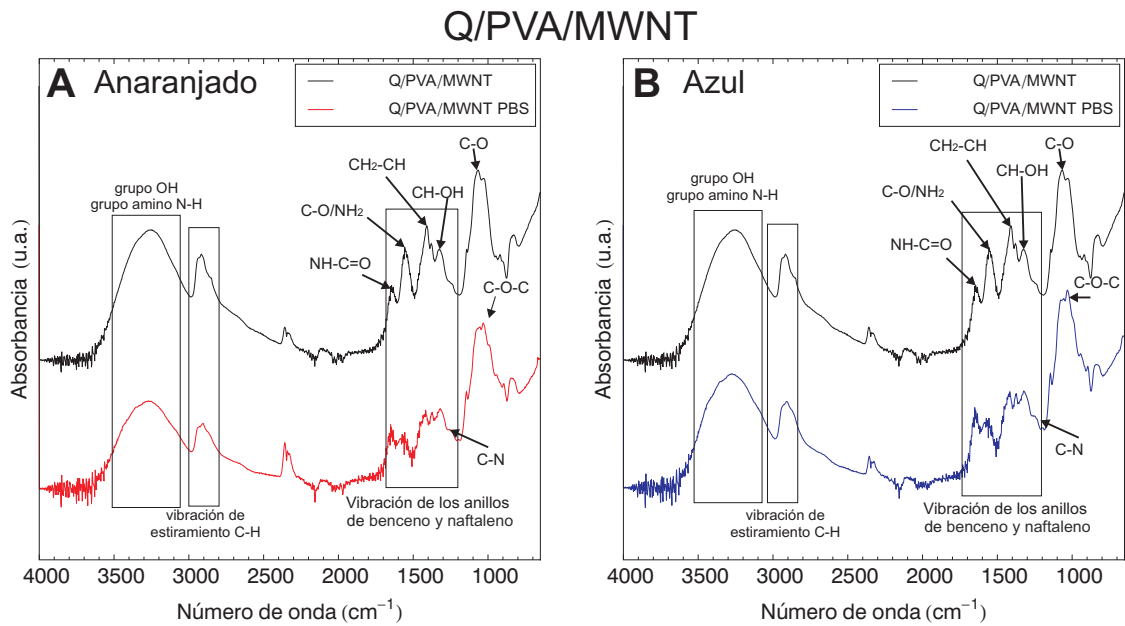 Q/PVA/MWNT
A Anaranjado
Q/PVA/MWNT
Q/PVA/MWNT PBS
C-O
CH2-CH
grupo OH
grupo amino N-H
CH-OH
C-O/NH2
NH-C=O
C-O-C
C-N
vibración de
estiramiento C-H
Vibración de los anillos
de benceno y naftaleno
Absorbancia (u.a.)
4000 3500 3000 2500 2000 1500 1000
Número de onda (cm−1)
B Azul
Q/PVA/MWNT
Q/PVA/MWNT PBS
C-O
CH2-CH
grupo OH
grupo amino N-H
CH-OH
C-O/NH2
NH-C=O
C-O-C
C-N
vibración de
estiramiento C-H
Vibración de los anillos
de benceno y naftaleno
Absorbancia (u.a.)
4000 3500 3000 2500 2000 1500 1000
Número de onda (cm−1)